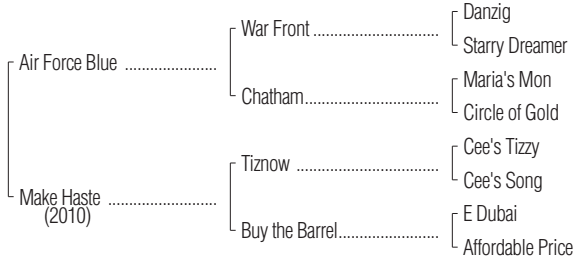 Danzig
War Front
Starry Dreamer
Air Force Blue
Maria's Mon
Chatham
Circle of Gold
Cee's Tizzy
Tiznow
Cee's Song
Make Haste
(2010)
E Dubai
Buy the Barrel
Affordable Price